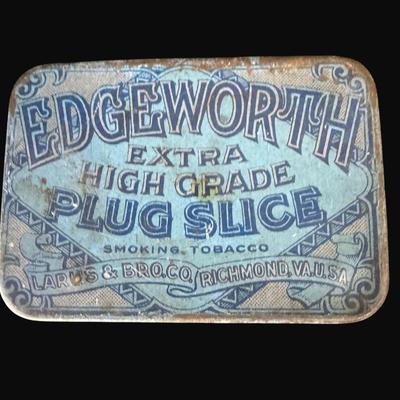 EDGEWORTH
EXTRA
HIGH GRADE
PLUG SLICE
SMOKING TOBACCO
LARUS & BRO. CO. RICHMOND, VA. U.S.A.